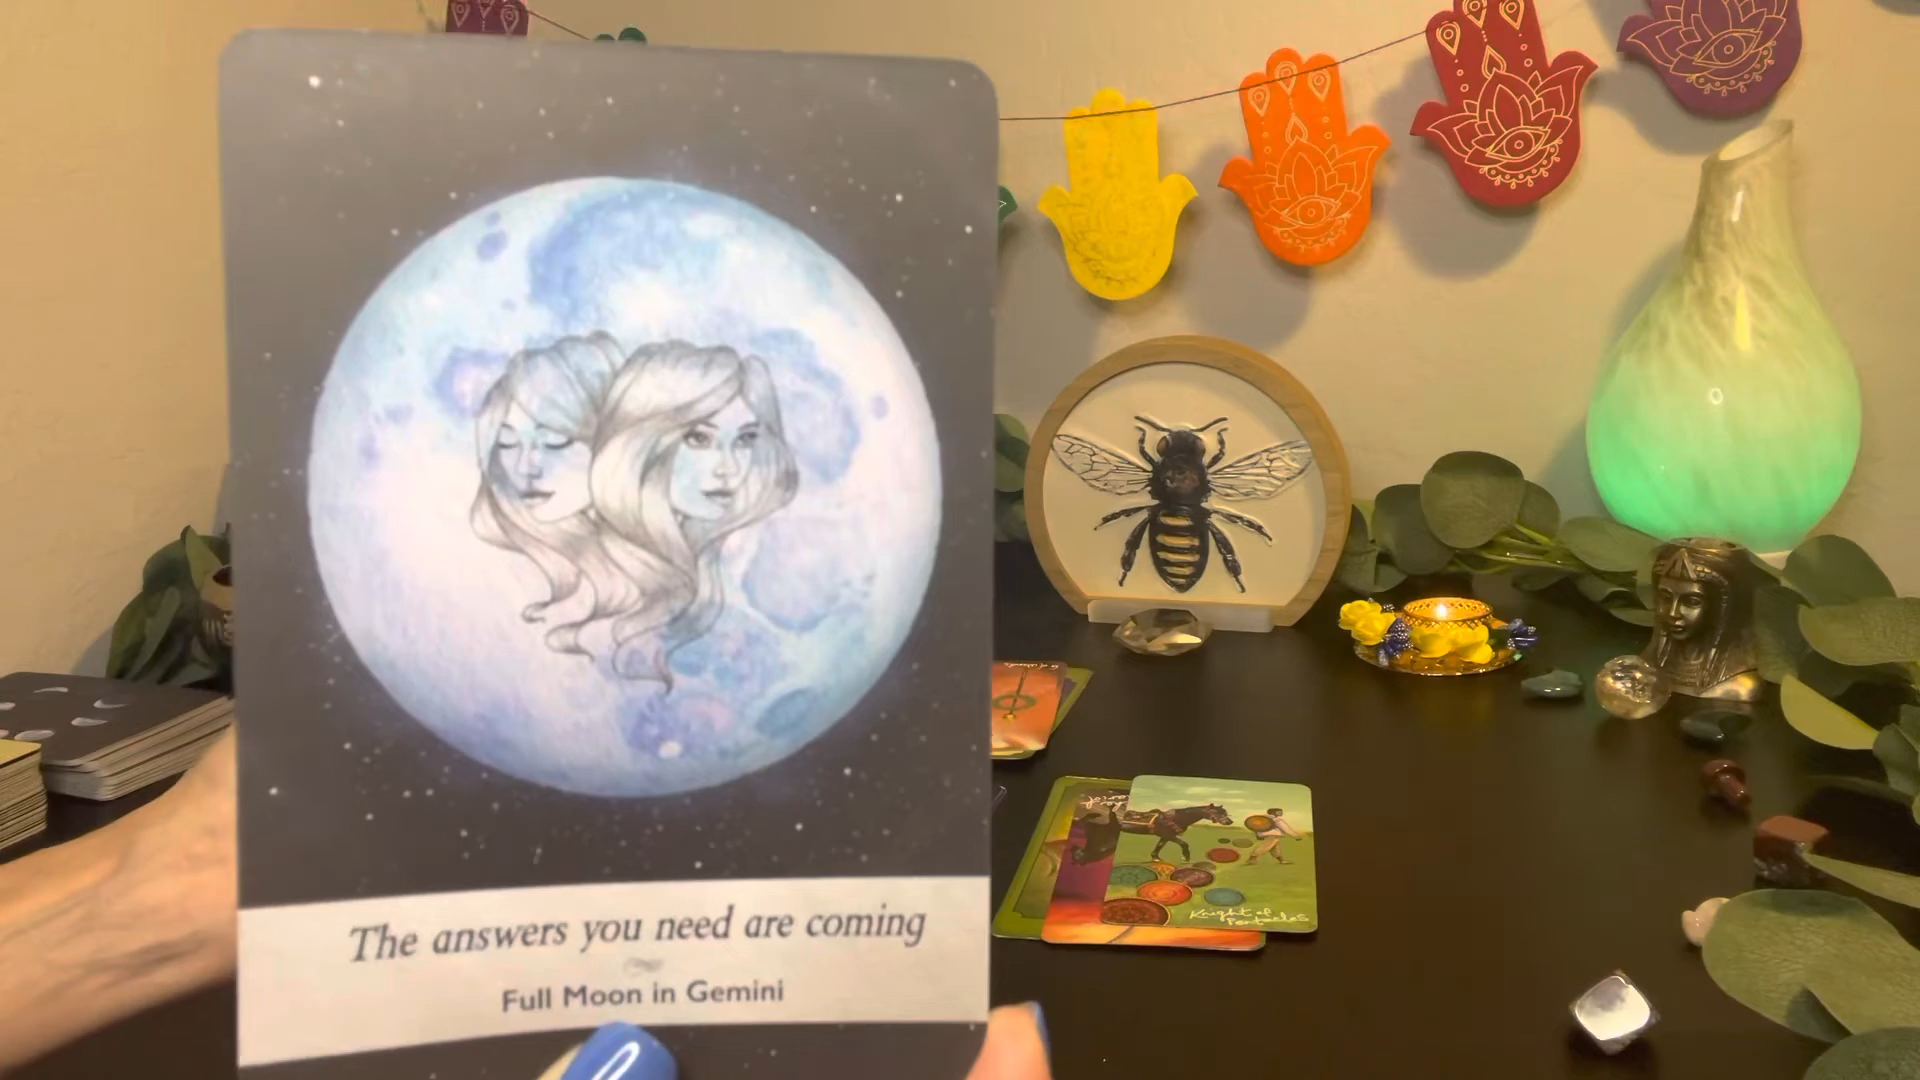 The answers you need are coming
Full Moon in Gemini
Knight of
Pentacles